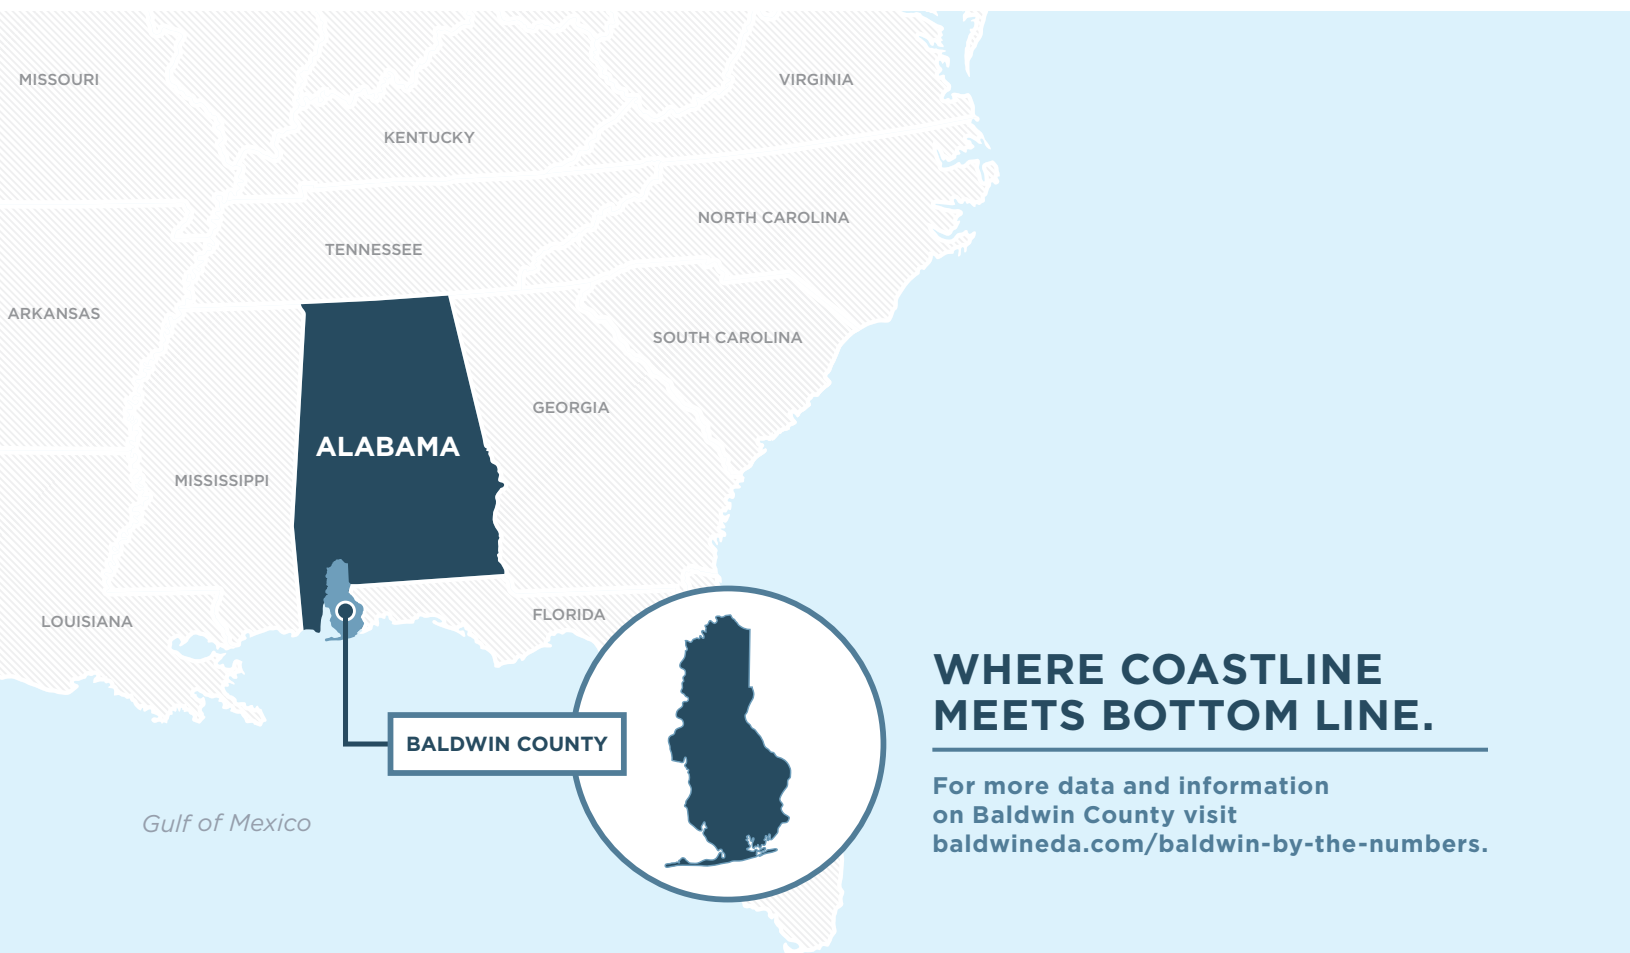 MISSOURI
VIRGINIA
KENTUCKY
NORTH CAROLINA
TENNESSEE
ARKANSAS
SOUTH CAROLINA
GEORGIA
ALABAMA
MISSISSIPPI
FLORIDA
LOUISIANA
WHERE COASTLINE
MEETS BOTTOM LINE.
BALDWIN COUNTY
For more data and information
on Baldwin County visit
baldwineda.com/baldwin-by-the-numbers.
Gulf of Mexico